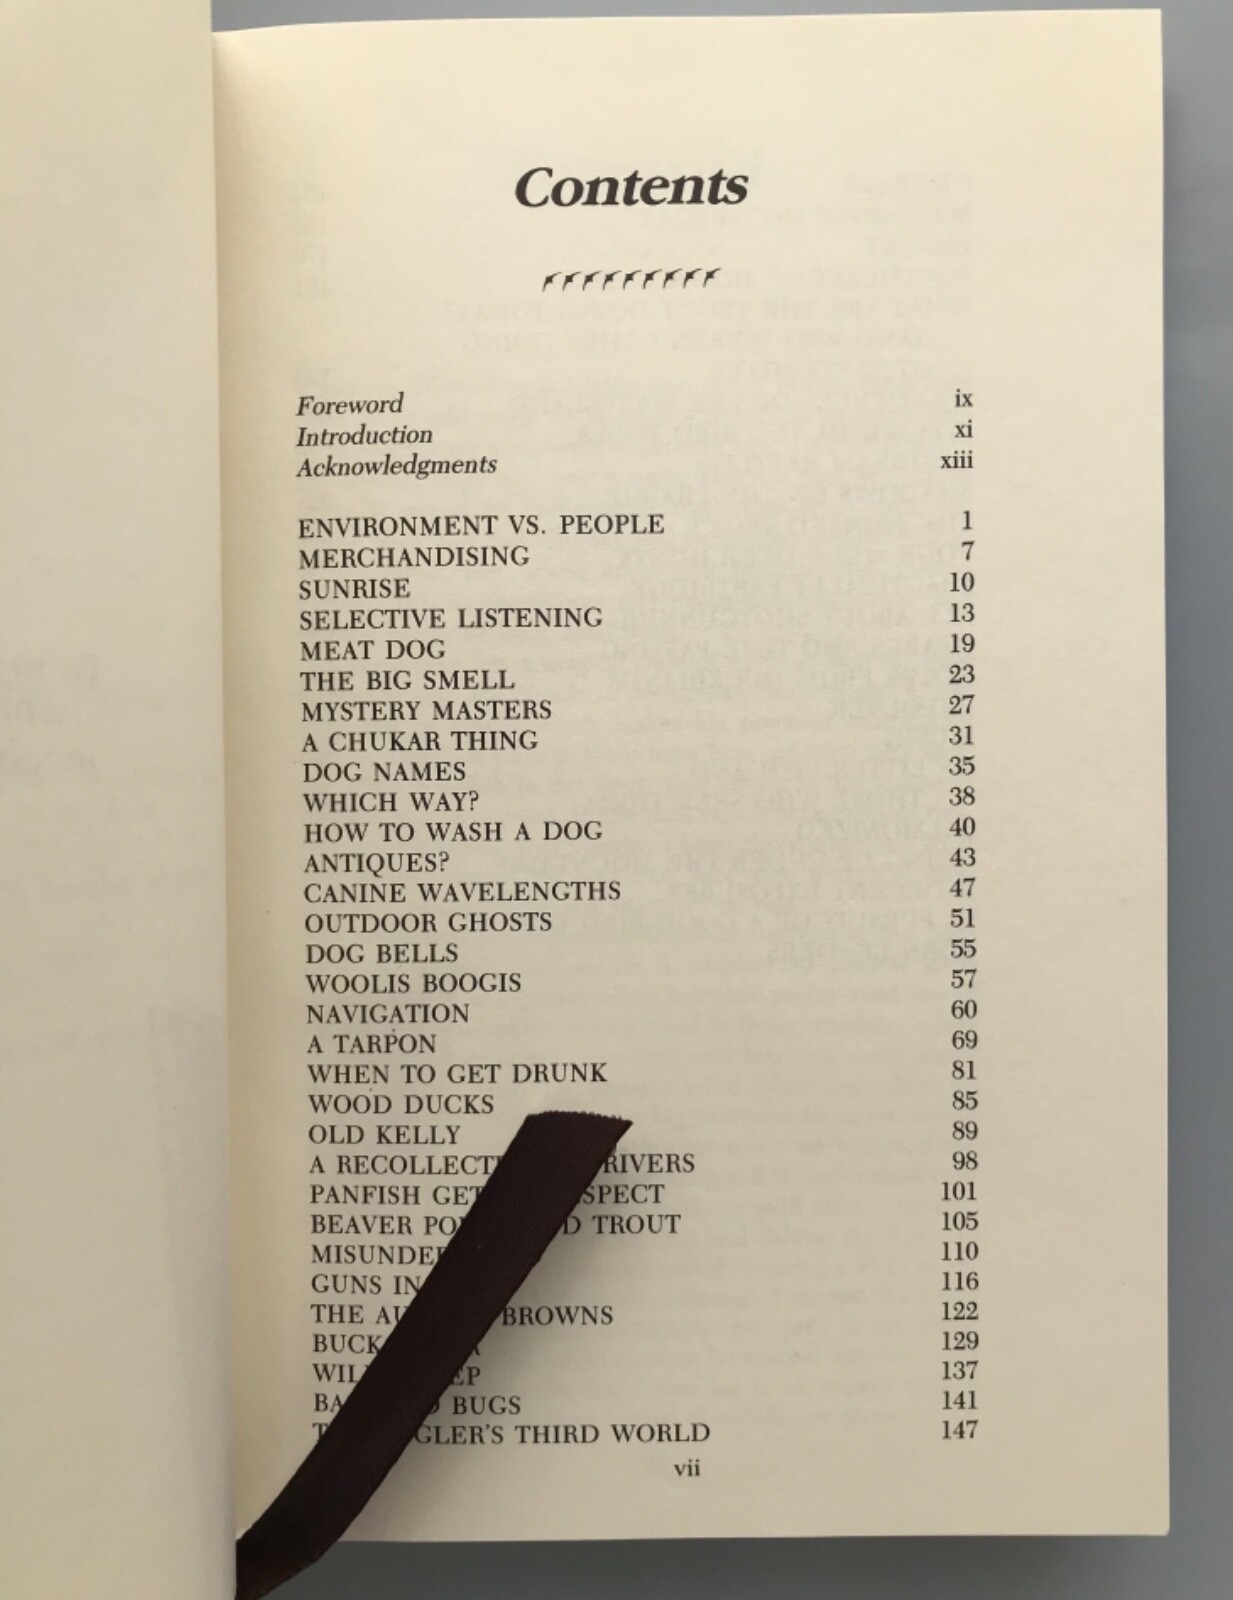 Contents
Foreword ix
Introduction xi
Acknowledgments xiii
ENVIRONMENT VS. PEOPLE 1
MERCHANDISING 7
SUNRISE 10
SELECTIVE LISTENING 13
MEAT DOG 19
THE BIG SMELL 23
MYSTERY MASTERS 27
A CHUKAR THING 31
DOG NAMES 35
WHICH WAY? 38
HOW TO WASH A DOG 40
ANTIQUES? 43
CANINE WAVELENGTHS 47
OUTDOOR GHOSTS 51
DOG BELLS 55
WOOLIS BOOGIS 57
NAVIGATION 60
A TARPON 69
WHEN TO GET DRUNK 81
WOOD DUCKS 85
OLD KELLY 89
A RIVERS 98
PANFISH 101
BEAVER TROUT 105
110
GUNS 116
THE BROWNS 122
129
137
BUGS 141
THIRD WORLD 147
vii